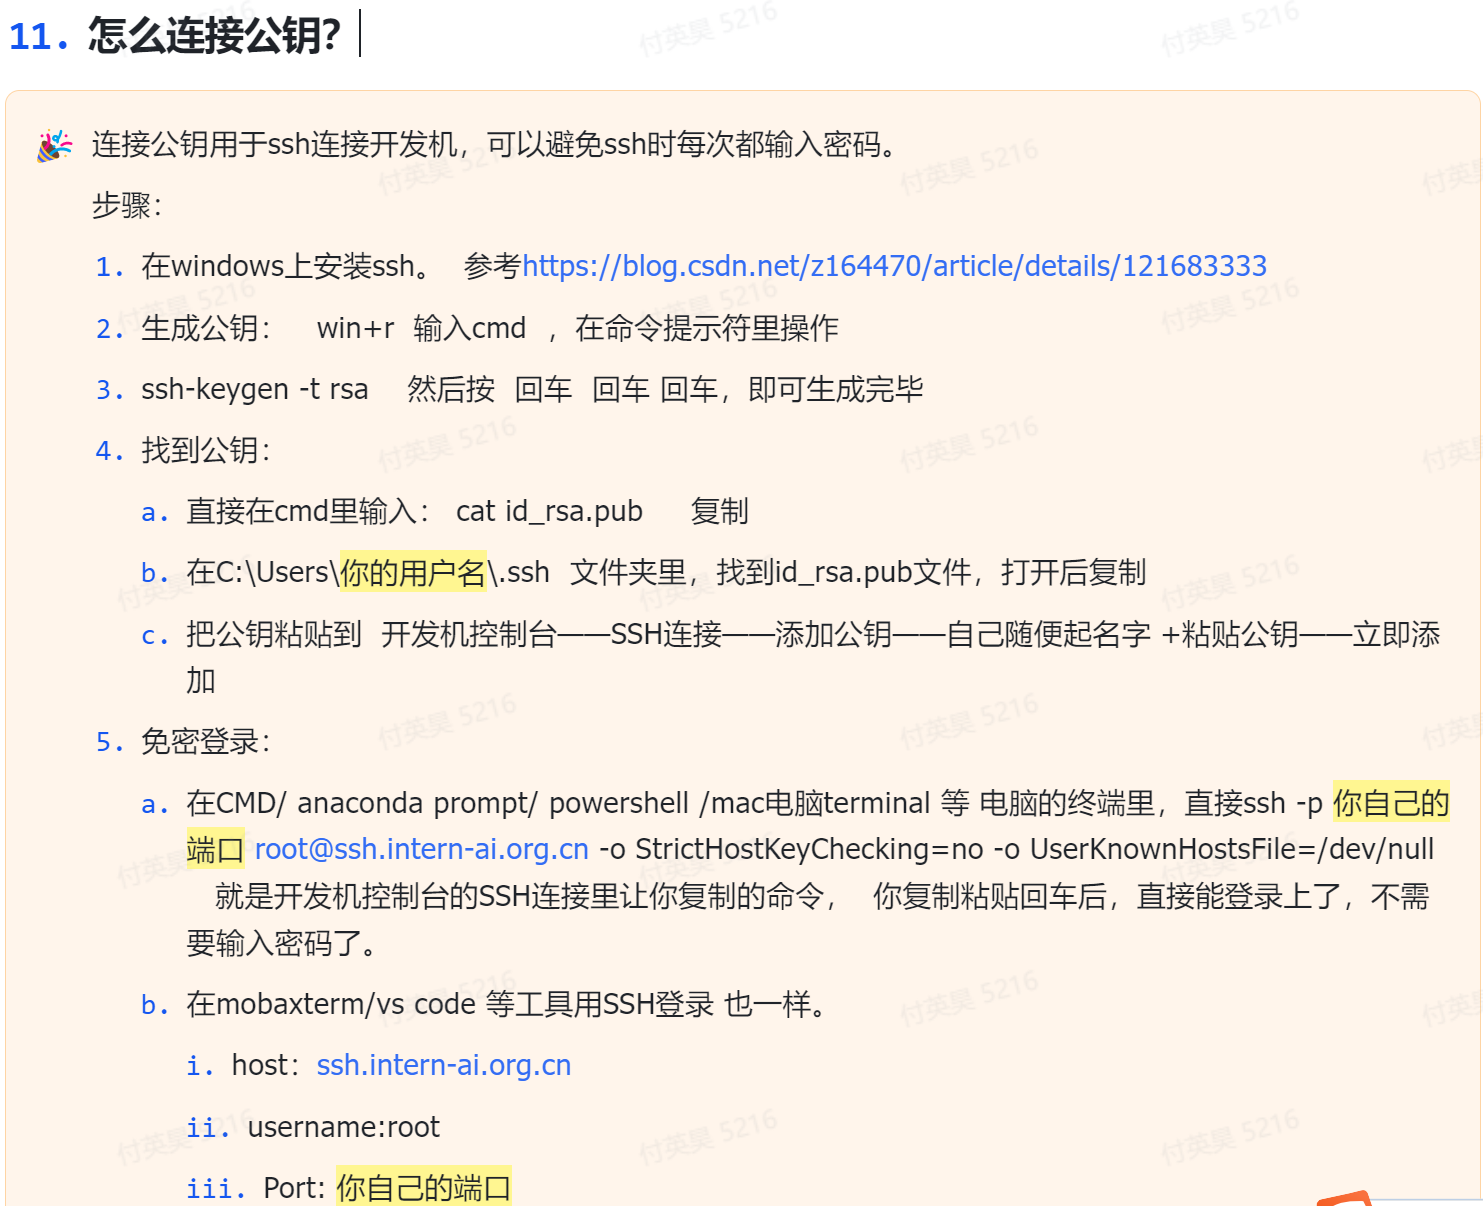 11. 怎么连接公钥？
连接公钥用于ssh连接开发机，可以避免ssh时每次都输入密码。
步骤：
1. 在windows上安装ssh。 参考https://blog.csdn.net/z164470/article/details/121683333
2. 生成公钥： win+r 输入cmd ，在命令提示符里操作
3. ssh-keygen -t rsa 然后按 回车 回车 回车，即可生成完毕
4. 找到公钥：
a. 直接在cmd里输入： cat id_rsa.pub 复制
b. 在C:\Users\你的用户名\.ssh 文件夹里，找到id_rsa.pub文件，打开后复制
c. 把公钥粘贴到 开发机控制台——SSH连接——添加公钥——自己随便起名字 +粘贴公钥——立即添
加
5. 免密登录：
a. 在CMD/ anaconda prompt/ powershell /mac电脑terminal 等 电脑的终端里，直接ssh -p 你自己的
端口 root@ssh.intern-ai.org.cn -o StrictHostKeyChecking=no -o UserKnownHostsFile=/dev/null
就是开发机控制台的SSH连接里让你复制的命令， 你复制粘贴回车后，直接能登录上了，不需
要输入密码了。
b. 在mobaxterm/vs code 等工具用SSH登录 也一样。
i. host：ssh.intern-ai.org.cn
ii. username:root
iii. Port: 你自己的端口
付英昊 5216